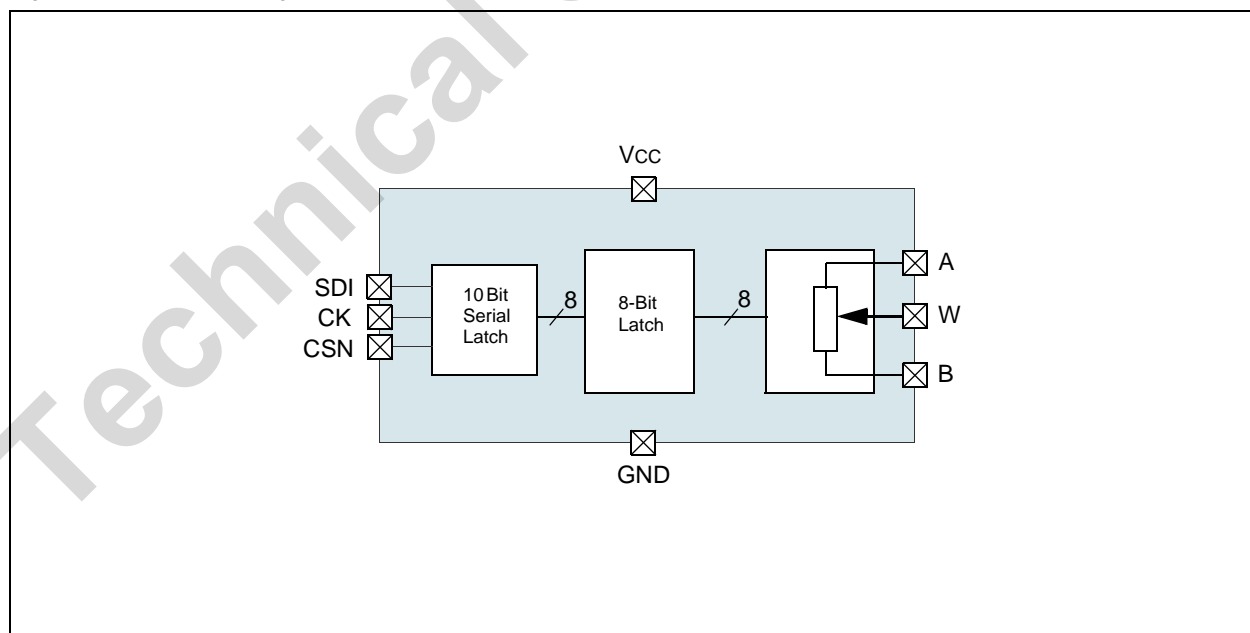 Technical
VCC
SDI
CK
CSN
10 Bit
Serial
Latch
8
8-Bit
Latch
8
A
W
B
GND